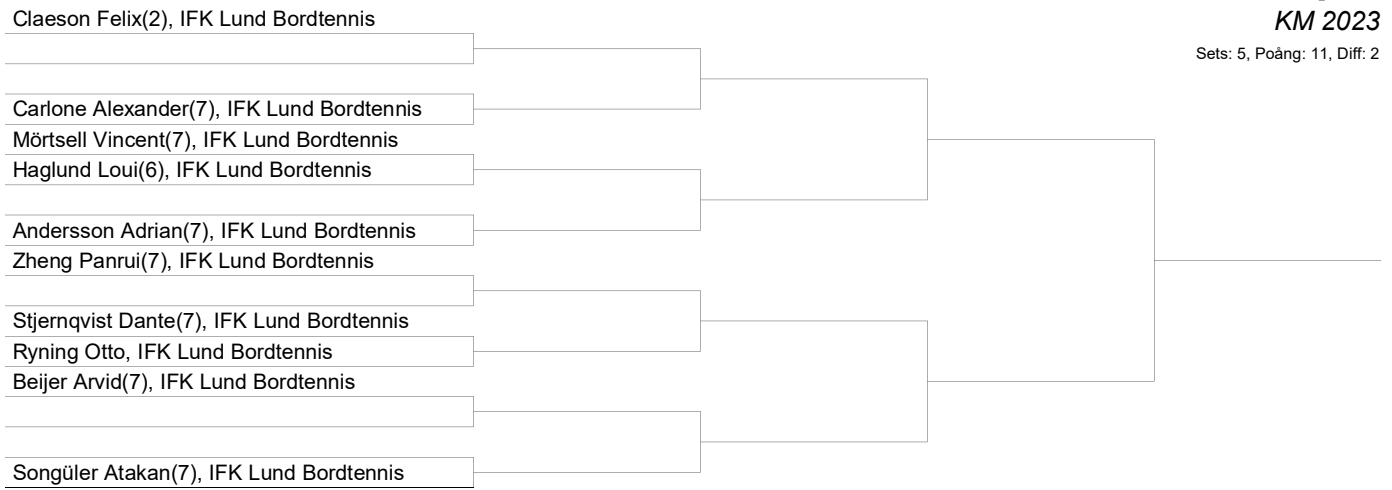 Claeson Felix(2), IFK Lund Bordtennis
KM 2023
Sets: 5, Poång: 11, Diff: 2
Carlone Alexander(7), IFK Lund Bordtennis
Mörtsell Vincent(7), IFK Lund Bordtennis
Haglund Loui(6), IFK Lund Bordtennis
Andersson Adrian(7), IFK Lund Bordtennis
Zheng Panrui(7), IFK Lund Bordtennis
Stjernqvist Dante(7), IFK Lund Bordtennis
Ryning Otto, IFK Lund Bordtennis
Beijer Arvid(7), IFK Lund Bordtennis
Songüler Atakan(7), IFK Lund Bordtennis